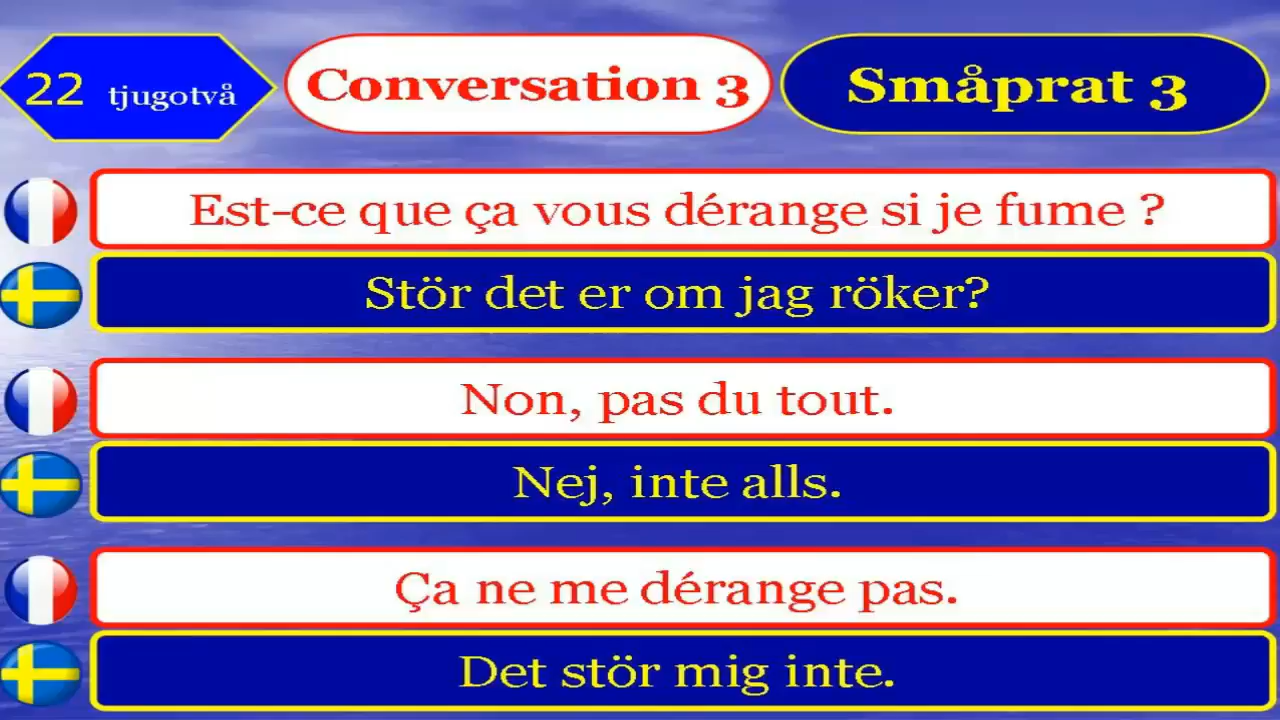 22 tjugotvå
Conversation 3
Småprat 3
Est-ce que ça vous dérange si je fume ?
Stör det er om jag röker?
Non, pas du tout.
Nej, inte alls.
Ça ne me dérange pas.
Det stör mig inte.